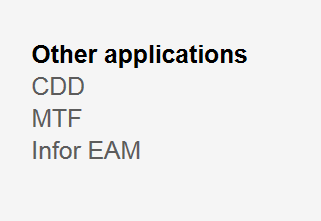 Other applications
CDD
MTF
Infor EAM